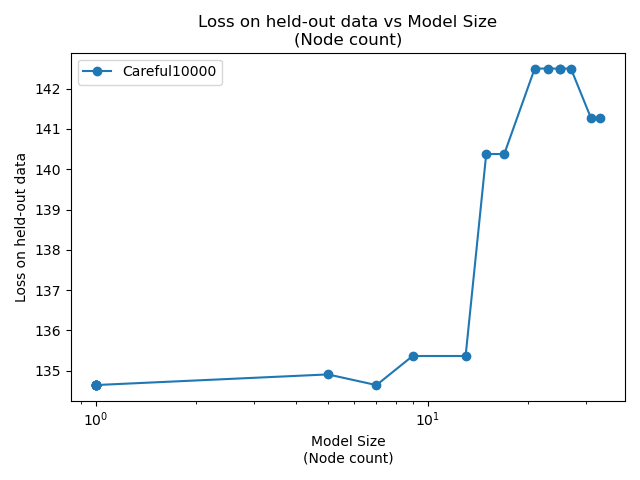 Loss on held-out data vs Model Size
(Node count)
Careful10000
Loss on held-out data
142
141
140
139
138
137
136
135
10⁰
10¹
Model Size
(Node count)